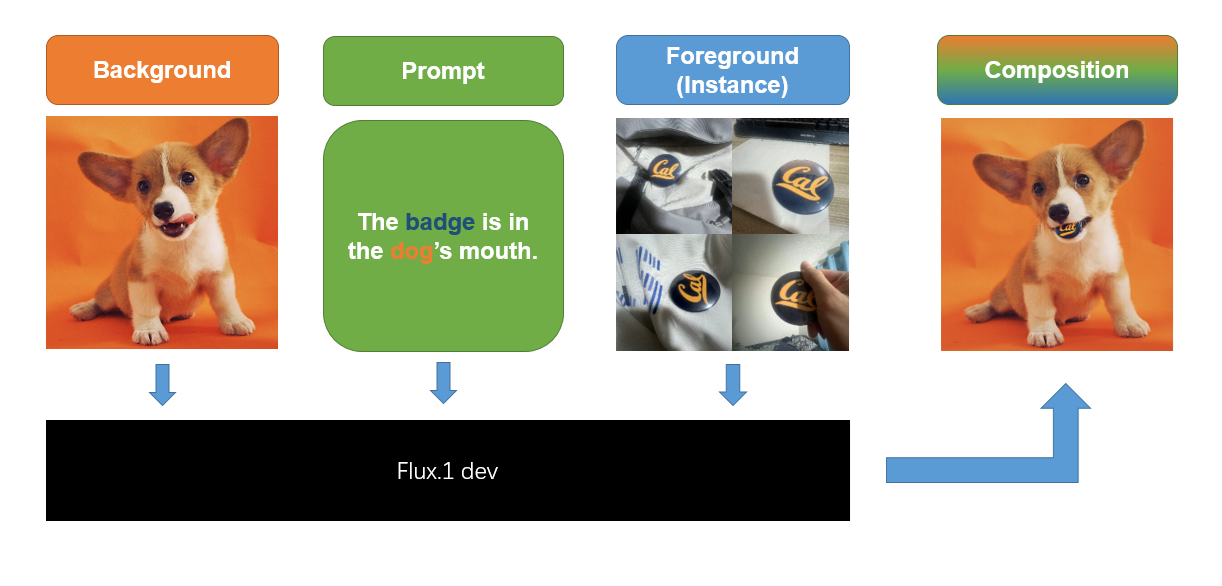 Background
Prompt
Foreground
(Instance)
Composition
The badge is in
the dog's mouth.
Cal
Cal
Cal
Cal
Cal
Flux.1 dev